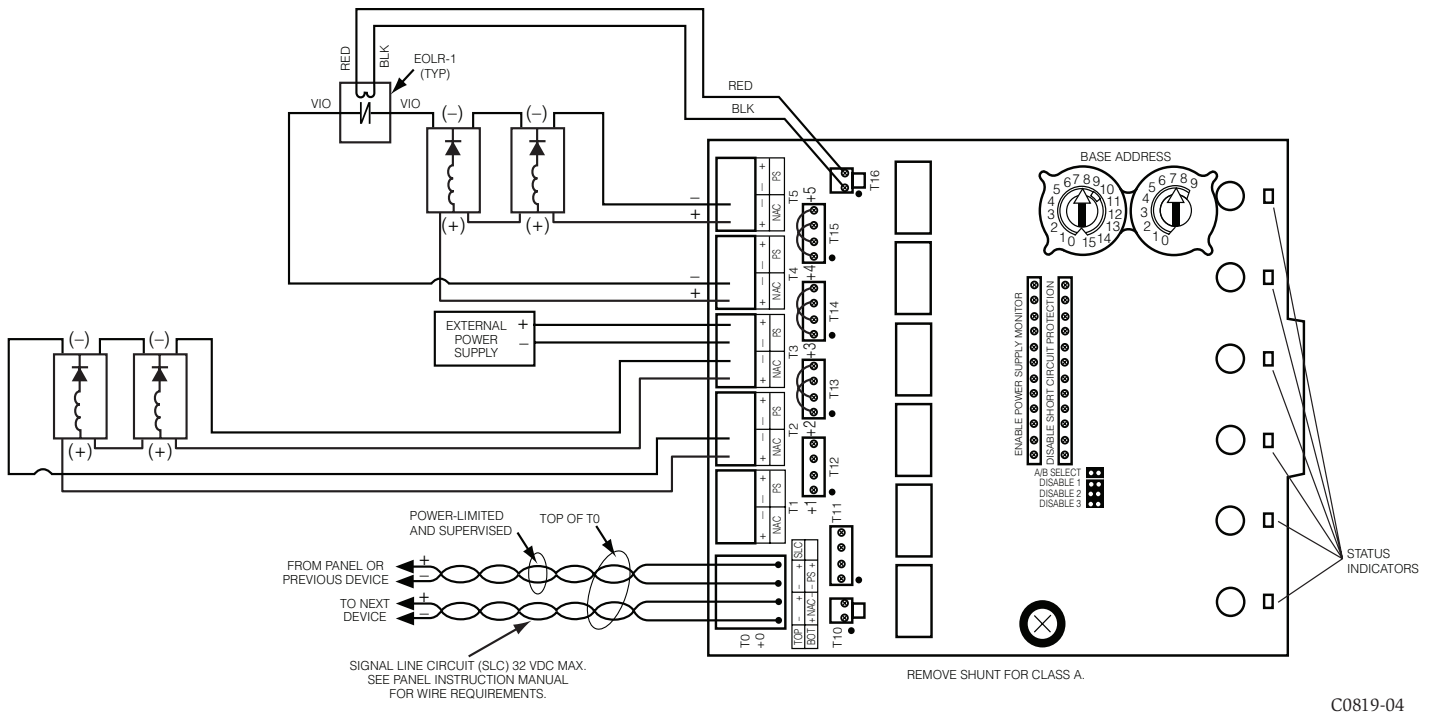 RED
BLK
EOLR-1
(TYP)
VIO
VIO
(–)
(–)
(+)
(+)
RED
BLK
BASE ADDRESS
0 1 2 3 4 5 6 7 8 9 10 11 12 13 14 15
0 1 2 3 4 5 6 7 8 9
T16
–
+
–
+
+ – PS
– + NAC
T5
+5
T15
+ – PS
– + NAC
T4
+4
T14
+ – PS
– + NAC
T3
+3
T13
+ – PS
– + NAC
T2
+2
T12
+ – PS
– + NAC
T1
+1
T11
EXTERNAL
POWER
SUPPLY
+
–
(–)
(–)
(+)
(+)
ENABLE POWER SUPPLY MONITOR
DISABLE SHORT CIRCUIT PROTECTION
A/B SELECT
DISABLE 1
DISABLE 2
DISABLE 3
POWER-LIMITED
AND SUPERVISED
TOP OF T0
FROM PANEL OR
PREVIOUS DEVICE
+
–
TO NEXT
DEVICE
+
–
T0
+0
TOP – + – + SLC
BOT + NAC – – PS +
T10
STATUS
INDICATORS
SIGNAL LINE CIRCUIT (SLC) 32 VDC MAX.
SEE PANEL INSTRUCTION MANUAL
FOR WIRE REQUIREMENTS.
REMOVE SHUNT FOR CLASS A.
C0819-04